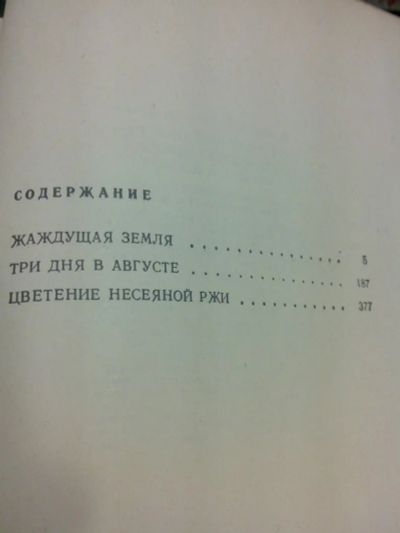 СОДЕРЖАНИЕ
ЖАЖДУЩАЯ ЗЕМЛЯ . . . . . . . . . . . . 5
ТРИ ДНЯ В АВГУСТЕ . . . . . . . . . . . . 187
ЦВЕТЕНИЕ НЕСЕЯНОЙ РЖИ . . . . . . . . . 377